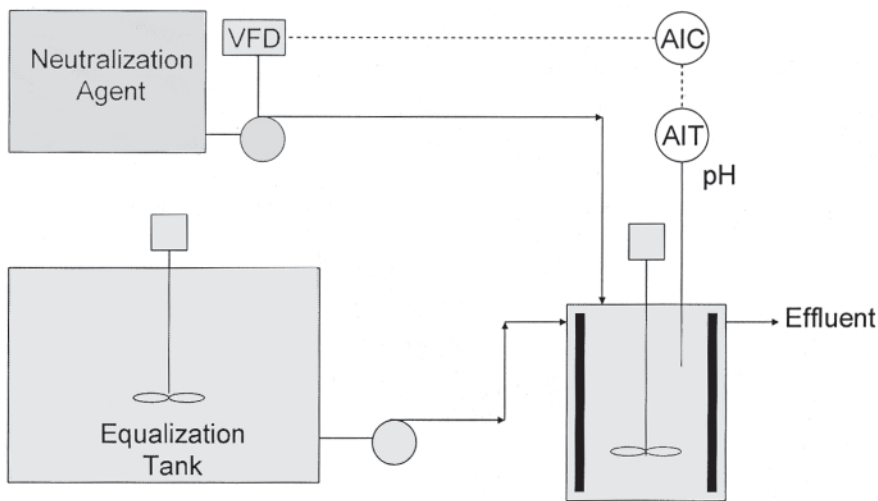 Neutralization
Agent
VFD
AIC
AIT
pH
Effluent
Equalization
Tank